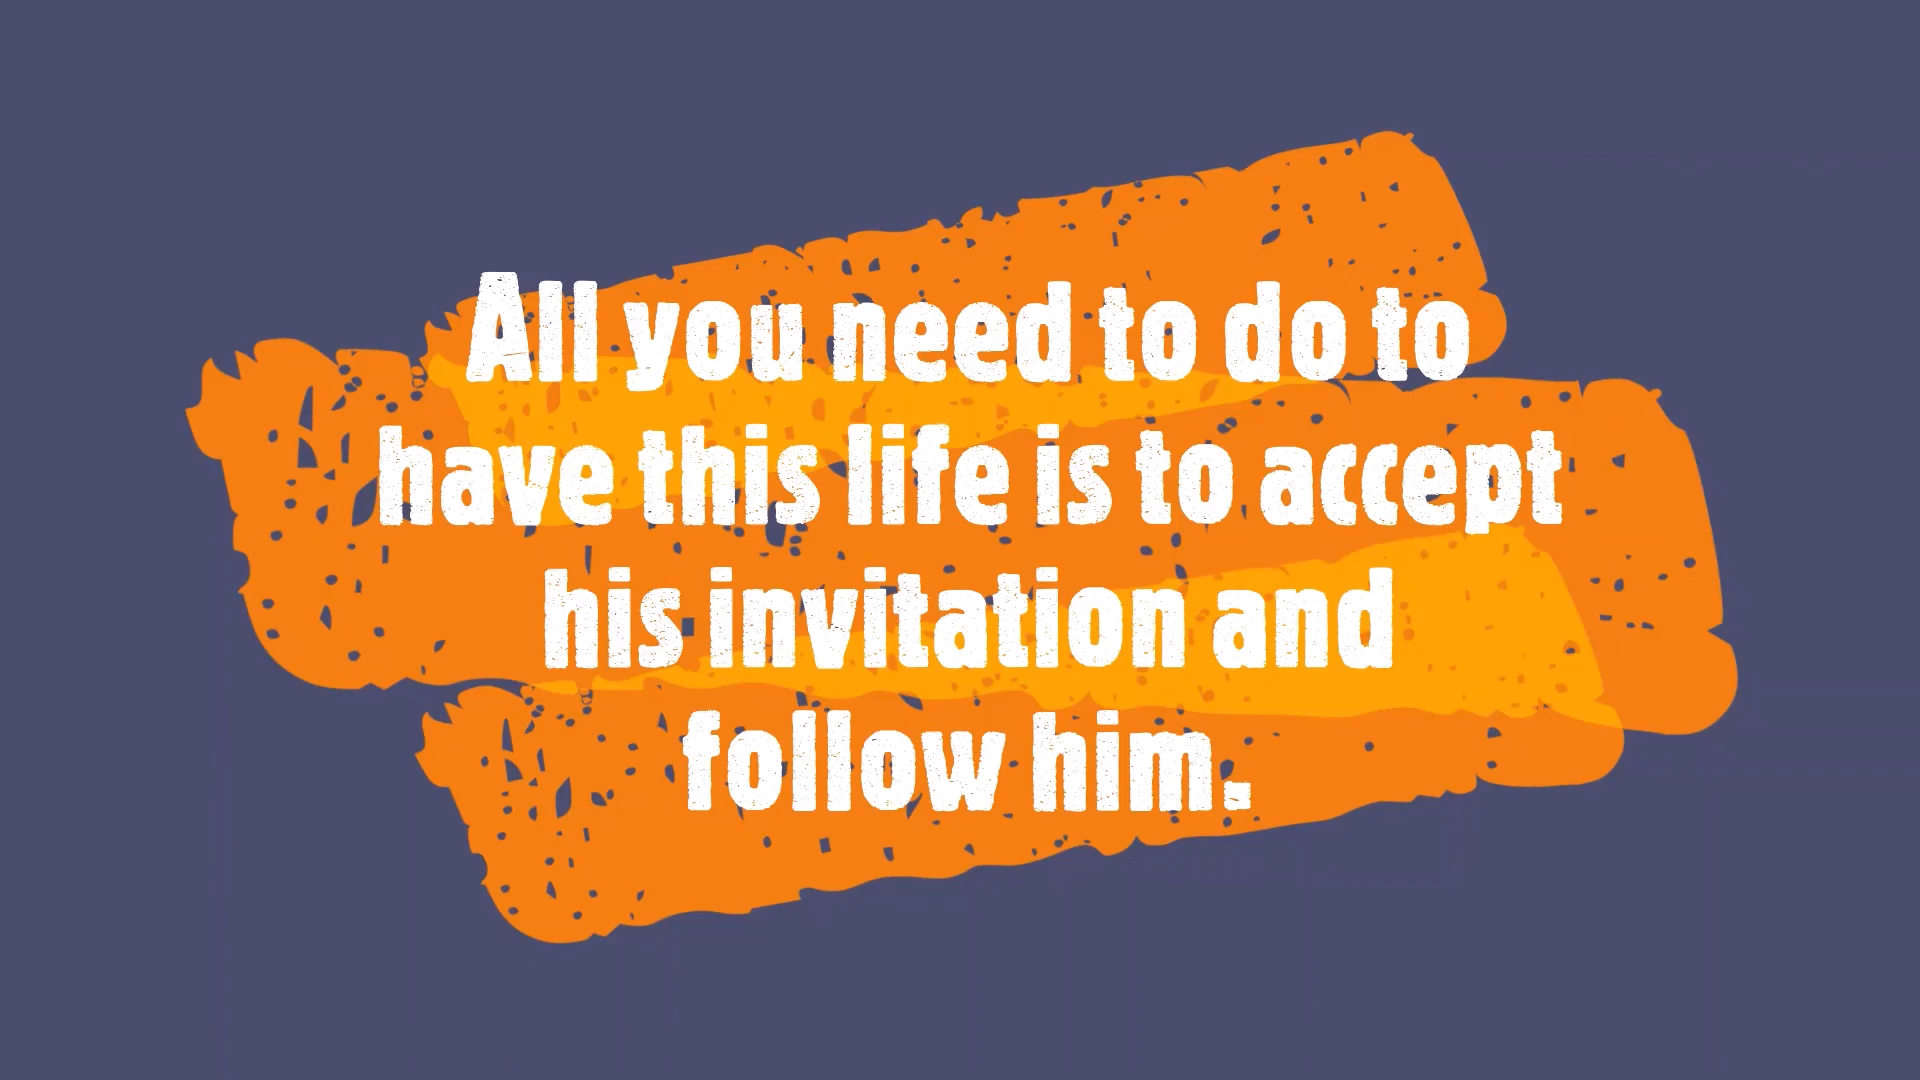 All you need to do to
have this life is to accept
his invitation and
follow him.